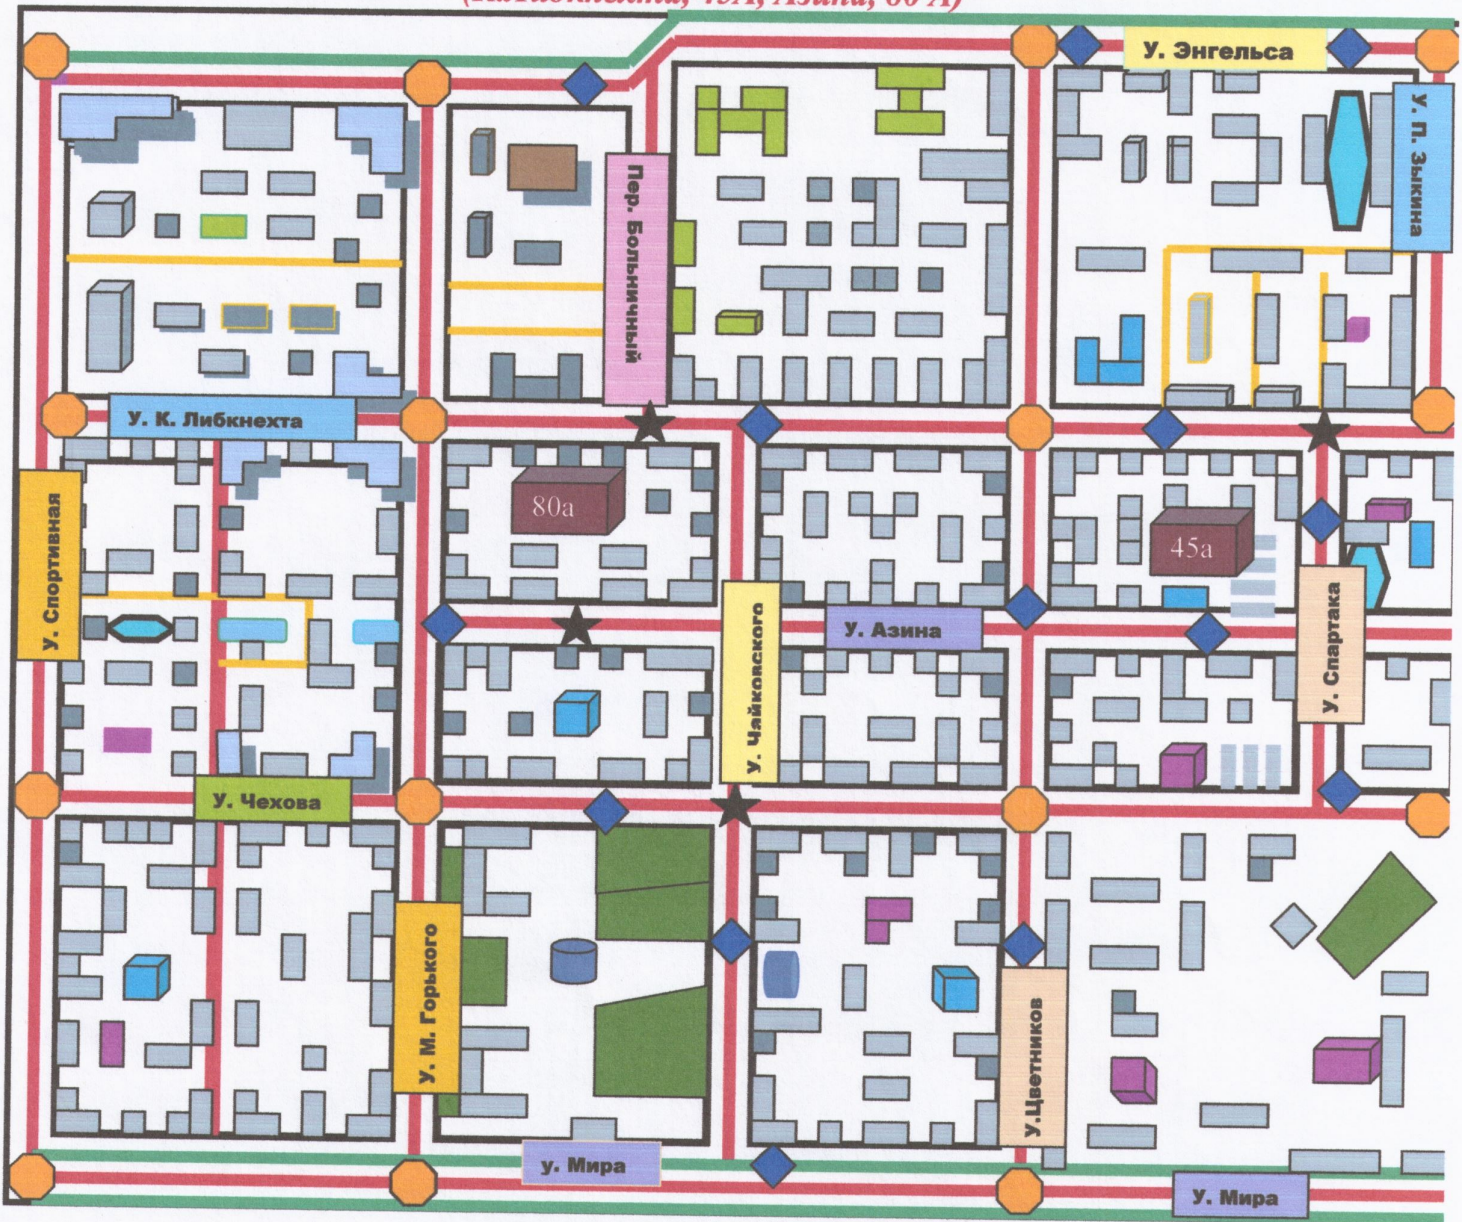 У. Энгельса
У. П. Зыкина
Пер. Больничный
У. К. Либкнехта
80а
45а
У. Спортивная
У. Чайковского
У. Азина
У. Спартака
У. Чехова
У. М. Горького
У.Цветников
у. Мира
У. Мира